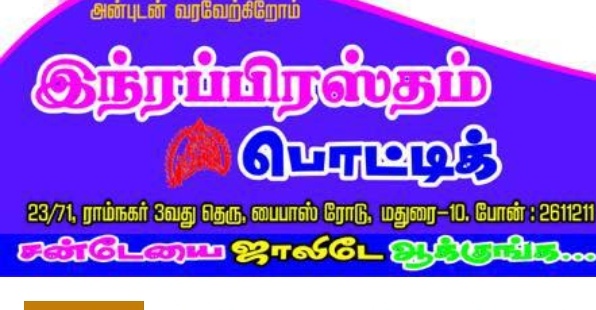 அன்புடன் வரவேற்கிறோம்
இந்ரப்பிரஸ்தம்
பொட்டிக்
23/71, ராம்நகர் 3வது தெரு, பைபாஸ் ரோடு, மதுரை-10. போன் : 2611211
சன்டேயை ஜாலிடே ஆக்குங்க...